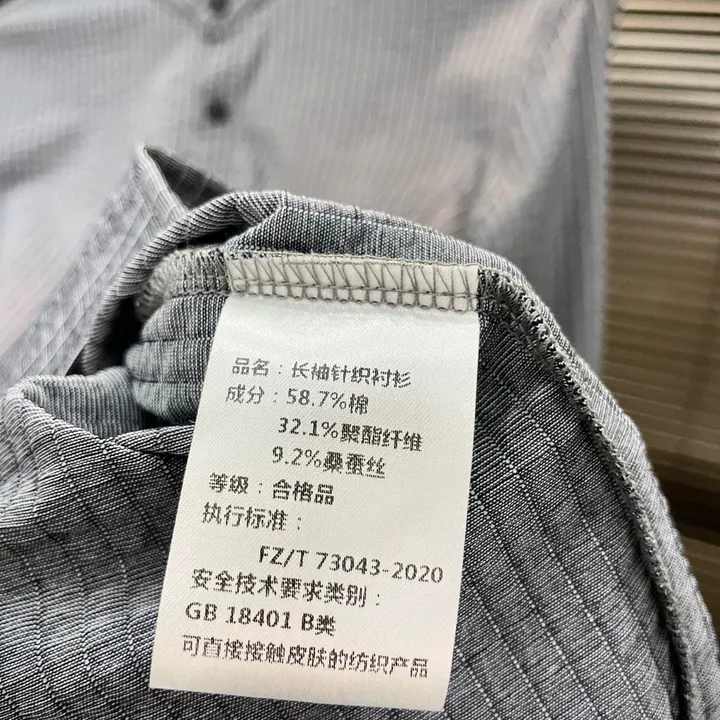 品名：长袖针织衬衫
成分：58.7%棉
32.1%聚酯纤维
9.2%桑蚕丝
等级：合格品
执行标准：
FZ/T 73043-2020
安全技术要求类别：
GB 18401 B类
可直接接触皮肤的纺织产品